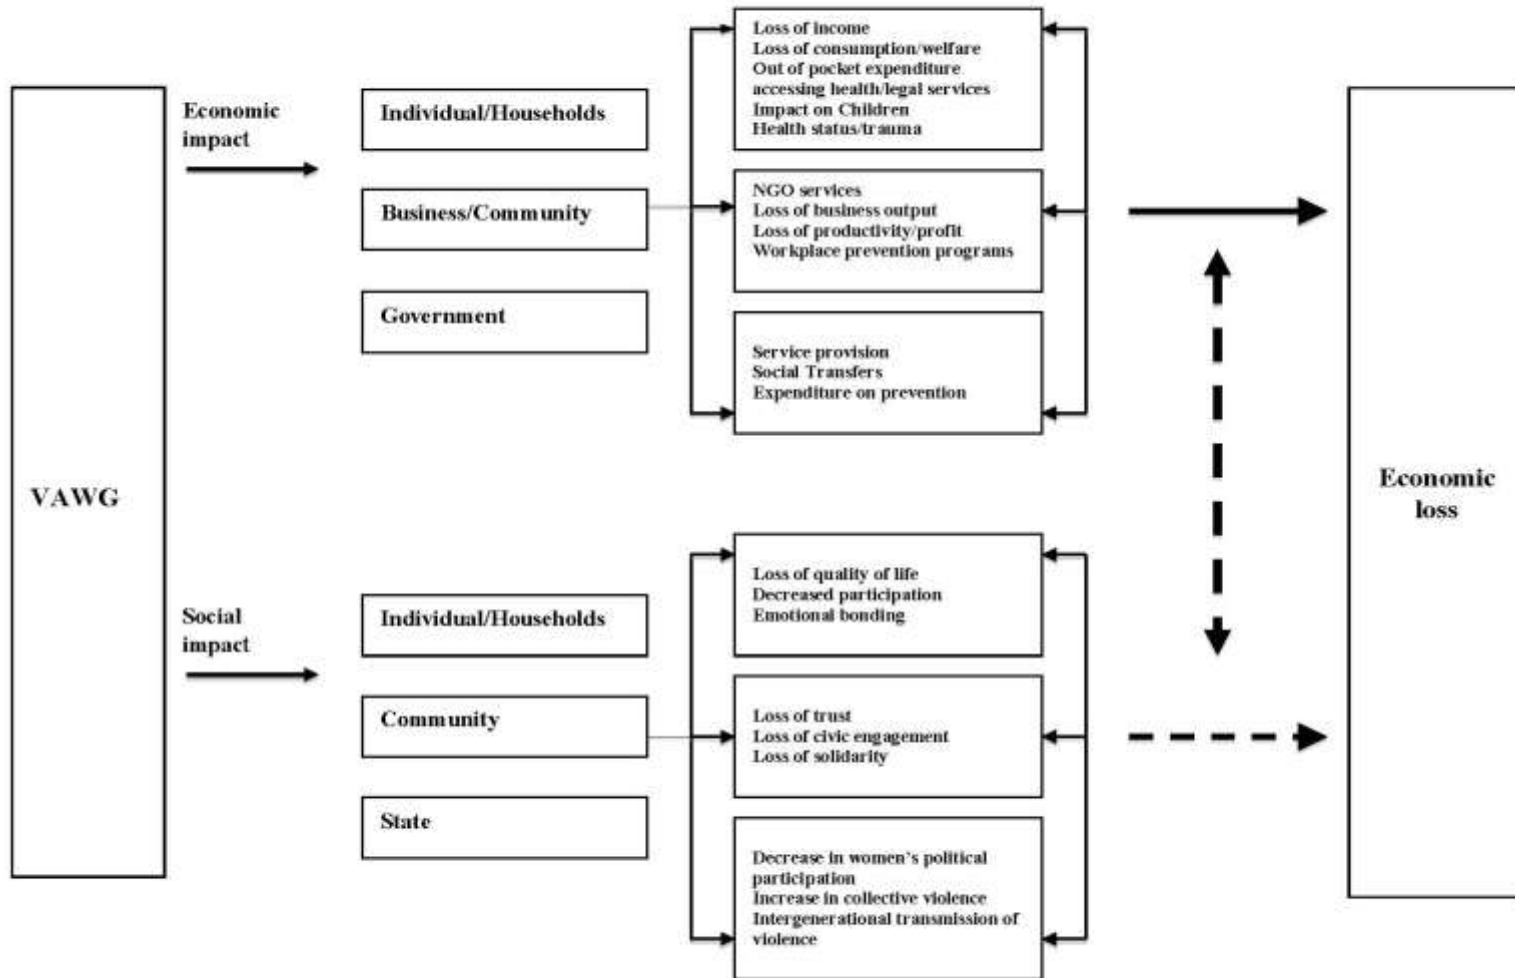 VAWG
Economic
impact
Individual/Households
Business/Community
Government
Loss of income
Loss of consumption/welfare
Out of pocket expenditure
accessing health/legal services
Impact on Children
Health status/trauma
NGO services
Loss of business output
Loss of productivity/profit
Workplace prevention programs
Service provision
Social Transfers
Expenditure on prevention
Social
impact
Individual/Households
Community
State
Loss of quality of life
Decreased participation
Emotional bonding
Loss of trust
Loss of civic engagement
Loss of solidarity
Decrease in women's political
participation
Increase in collective violence
Intergenerational transmission of
violence
Economic
loss